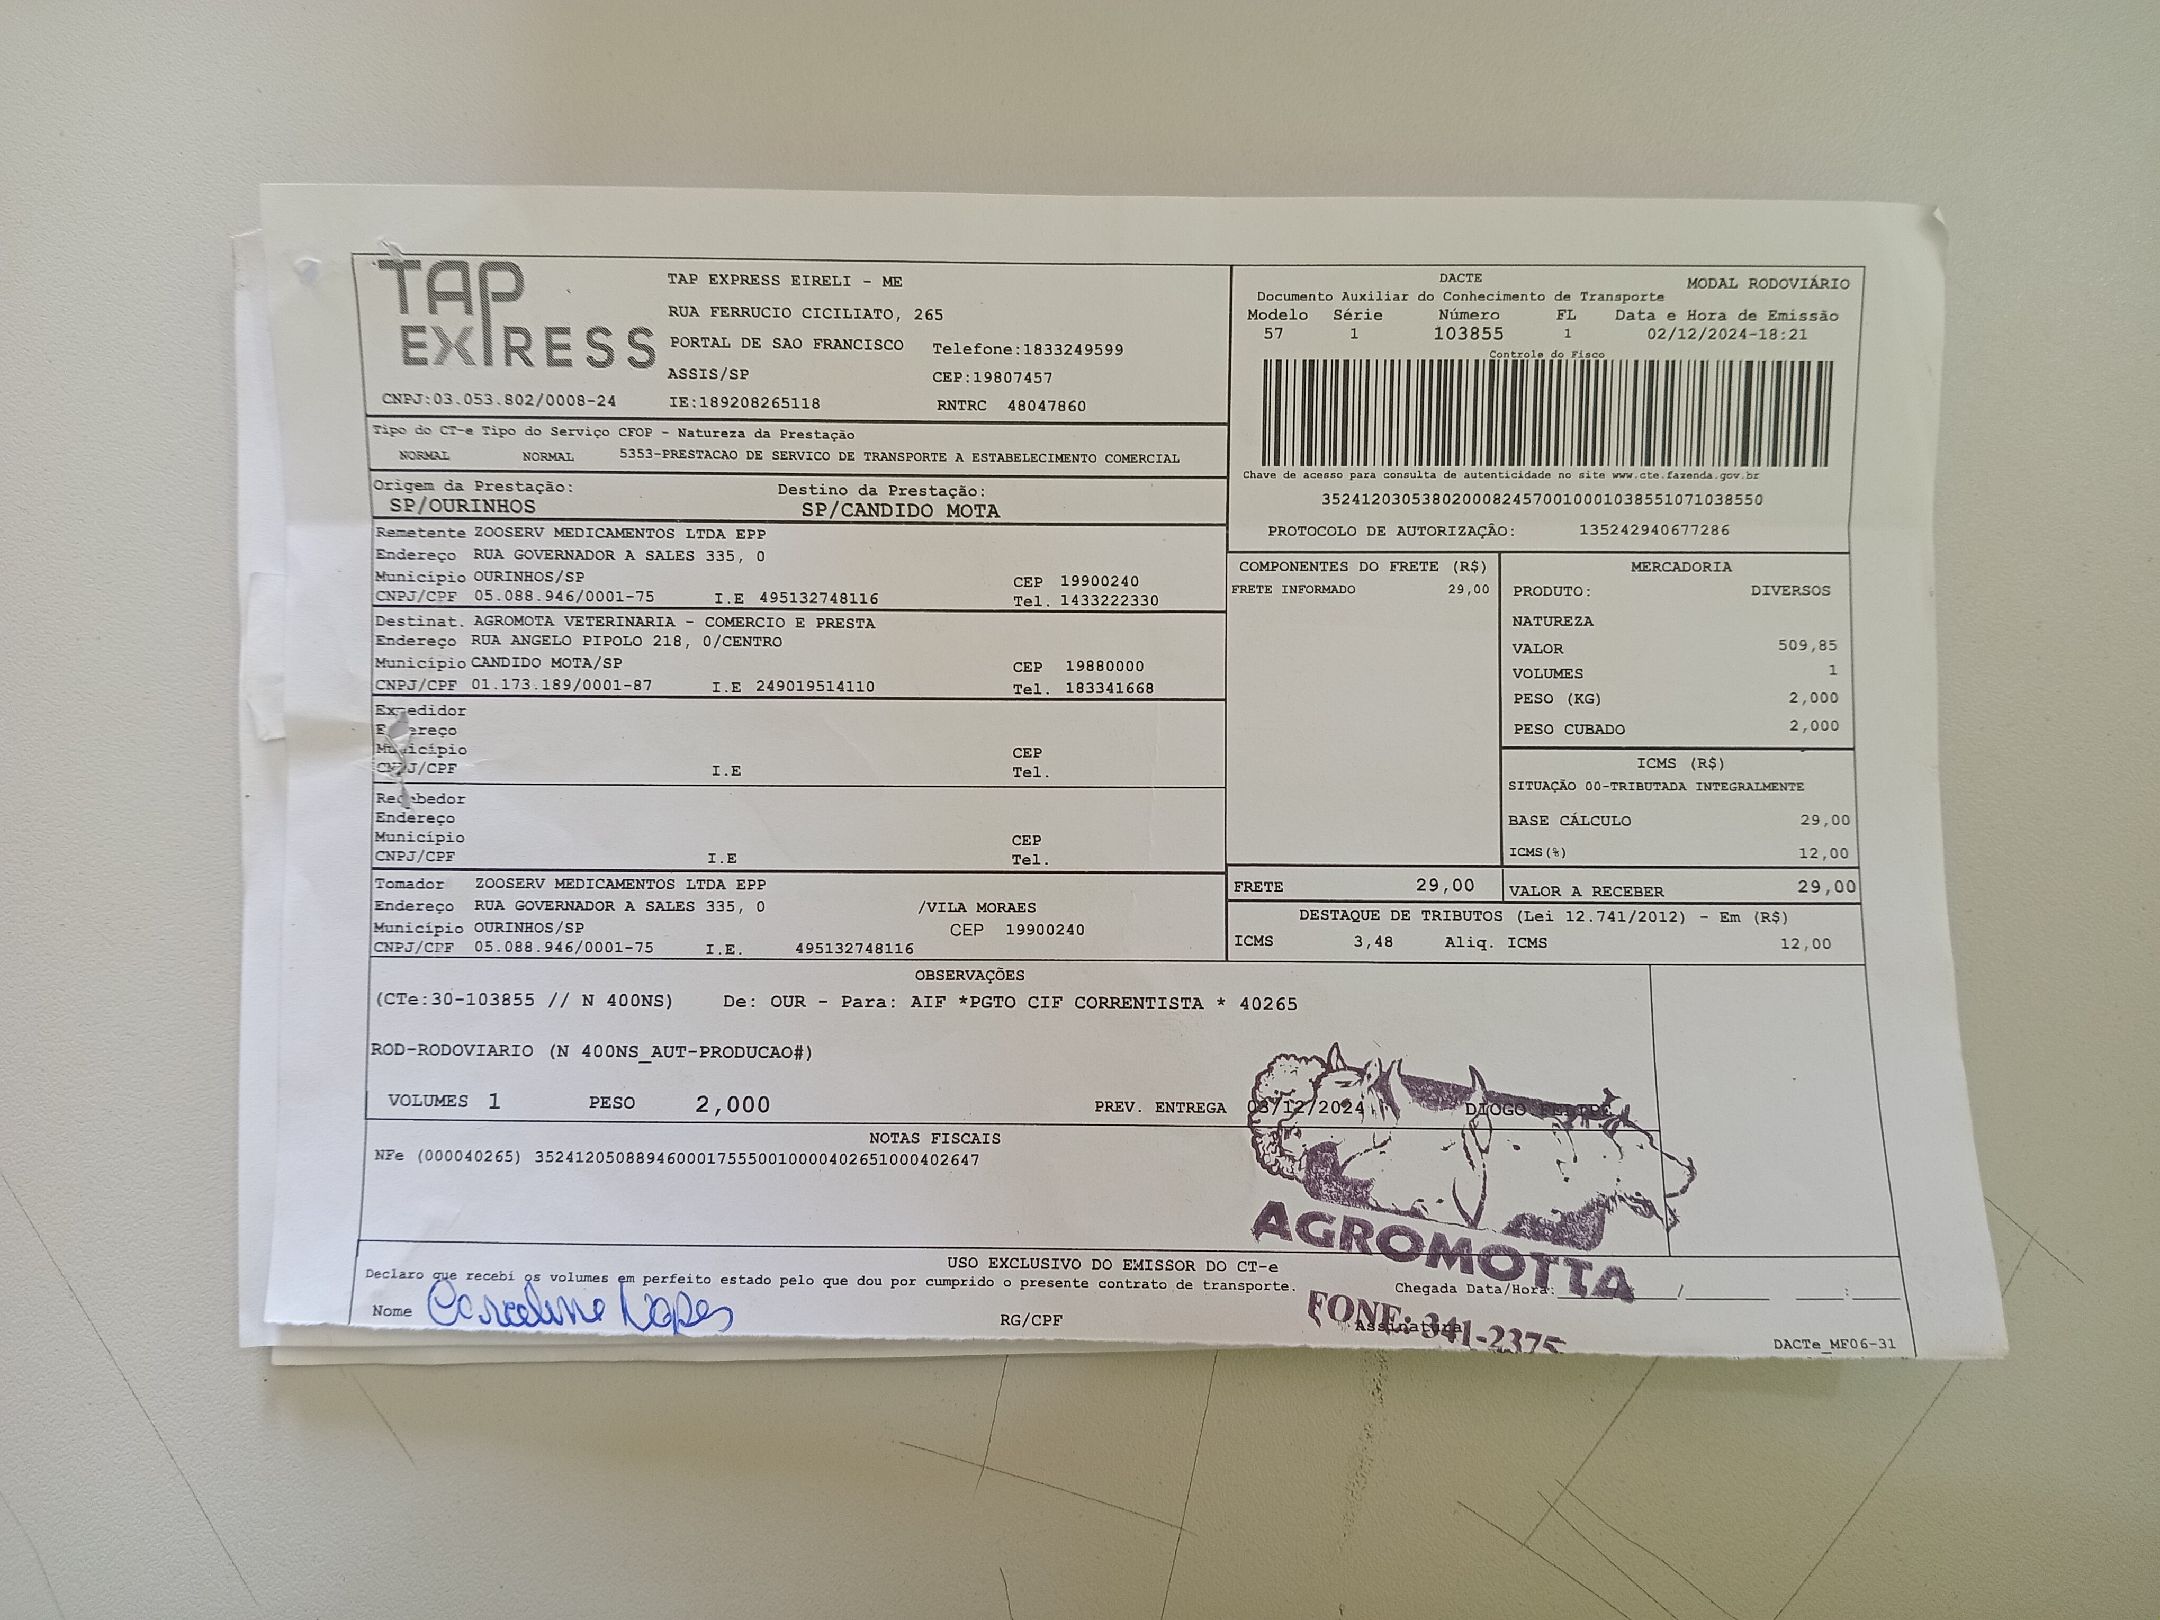 TAP
EXPRESS
CNPJ:03.053.802/0008-24
TAP EXPRESS EIRELI - ME
RUA FERRUCIO CICILIATO, 265
PORTAL DE SAO FRANCISCO Telefone:1833249599
ASSIS/SP CEP:19807457
IE:189208265118 RNTRC 48047860
DACTE MODAL RODOVIÁRIO
Documento Auxiliar do Conhecimento de Transporte
Modelo Série Número FL Data e Hora de Emissão
57 1 103855 1 02/12/2024-18:21
Controle do Fisco
Chave de acesso para consulta de autenticidade no site www.cte.fazenda.gov.br
35241203053802000824570010001038551071038550
PROTOCOLO DE AUTORIZAÇÃO: 135242940677286
Tipo do CT-e Tipo do Serviço CFOP - Natureza da Prestação
NORMAL NORMAL 5353-PRESTACAO DE SERVICO DE TRANSPORTE A ESTABELECIMENTO COMERCIAL
Origem da Prestação: Destino da Prestação:
SP/OURINHOS SP/CANDIDO MOTA
Remetente ZOOSERV MEDICAMENTOS LTDA EPP
Endereço RUA GOVERNADOR A SALES 335, 0
Município OURINHOS/SP CEP 19900240
CNPJ/CPF 05.088.946/0001-75 I.E 495132748116 Tel. 1433222330
Destinat. AGROMOTA VETERINARIA - COMERCIO E PRESTA
Endereço RUA ANGELO PIPOLO 218, 0/CENTRO
Município CANDIDO MOTA/SP CEP 19880000
CNPJ/CPF 01.173.189/0001-87 I.E 249019514110 Tel. 183341668
Expedidor
Endereço
Município CEP
CNPJ/CPF I.E Tel.
Recebedor
Endereço
Município CEP
CNPJ/CPF I.E Tel.
Tomador ZOOSERV MEDICAMENTOS LTDA EPP
Endereço RUA GOVERNADOR A SALES 335, 0 /VILA MORAES
Município OURINHOS/SP CEP 19900240
CNPJ/CPF 05.088.946/0001-75 I.E. 495132748116
COMPONENTES DO FRETE (R$)
FRETE INFORMADO 29,00
MERCADORIA
PRODUTO: DIVERSOS
NATUREZA
VALOR 509,85
VOLUMES 1
PESO (KG) 2,000
PESO CUBADO 2,000
ICMS (R$)
SITUAÇÃO 00-TRIBUTADA INTEGRALMENTE
BASE CÁLCULO 29,00
ICMS(%) 12,00
FRETE 29,00 VALOR A RECEBER 29,00
DESTAQUE DE TRIBUTOS (Lei 12.741/2012) - Em (R$)
ICMS 3,48 Aliq. ICMS 12,00
OBSERVAÇÕES
(CTe:30-103855 // N 400NS) De: OUR - Para: AIF *PGTO CIF CORRENTISTA * 40265
ROD-RODOVIARIO (N 400NS_AUT-PRODUCAO#)
VOLUMES 1 PESO 2,000 PREV. ENTREGA 03/12/2024 DIOGO FELIPE
NOTAS FISCAIS
NFe (000040265) 35241205088946000175550010000402651000402647
AGROMOTTA
FONE: 341-2375
USO EXCLUSIVO DO EMISSOR DO CT-e
Declaro que recebi os volumes em perfeito estado pelo que dou por cumprido o presente contrato de transporte. Chegada Data/Hora: / :
Nome Caroline Lopes RG/CPF Assinatura
DACTe_MF06-31